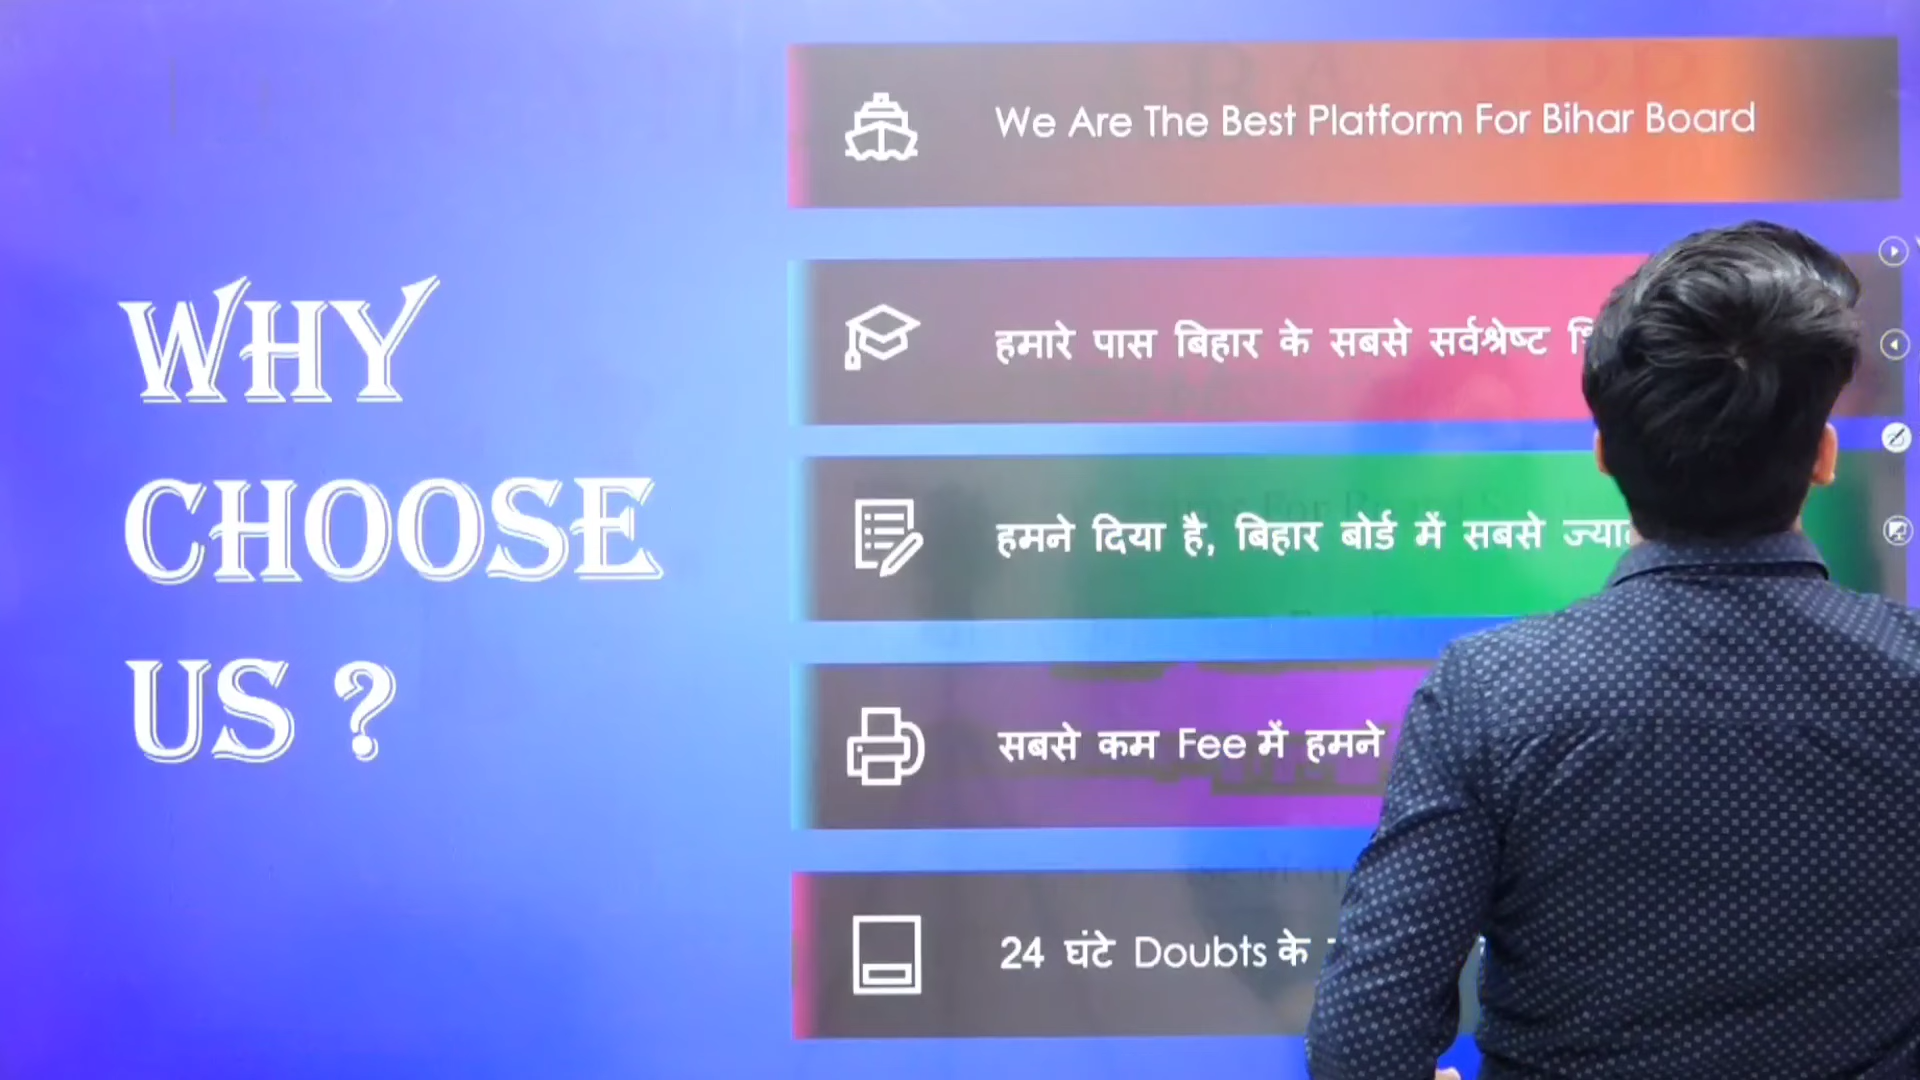 WHY
CHOOSE
US ?
We Are The Best Platform For Bihar Board
हमारे पास बिहार के सबसे सर्वश्रेष्ट
हमने दिया है, बिहार बोर्ड में सबसे
सबसे कम Fee में हमने
24 घंटे Doubts के